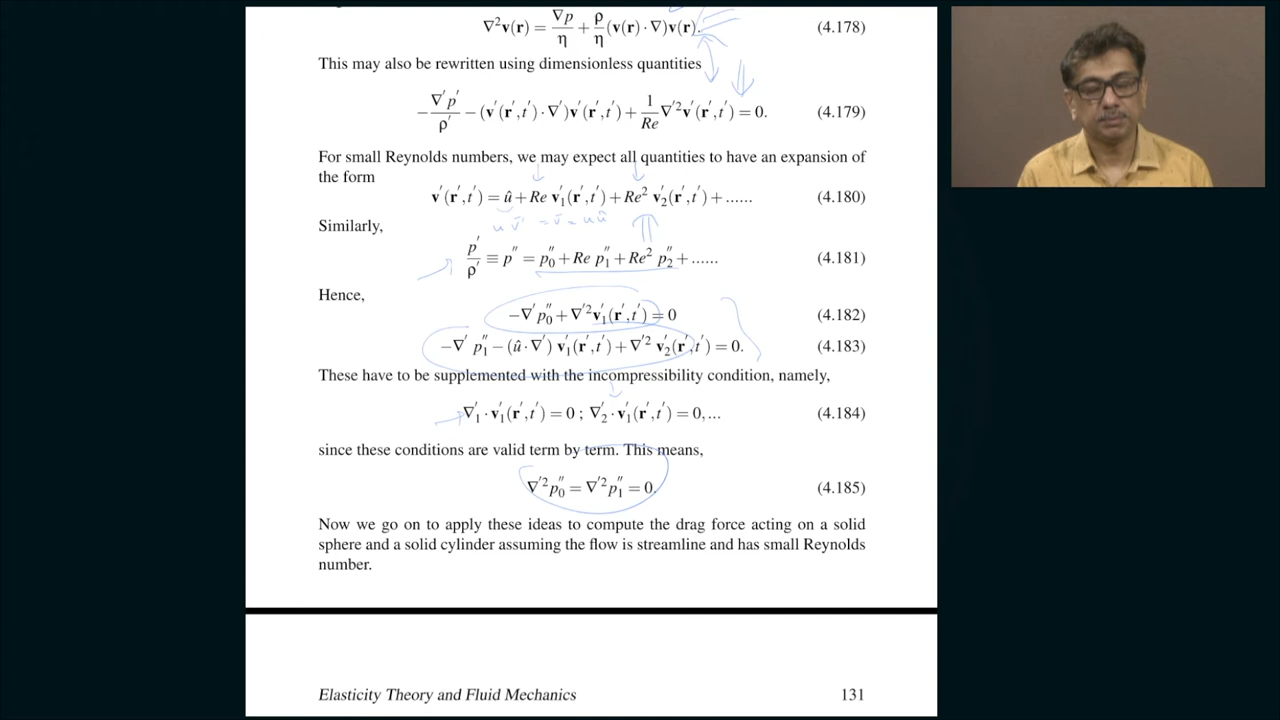 ∇²v(r) = ∇p/η + ρ/η (v(r) · ∇)v(r). (4.178)
This may also be rewritten using dimensionless quantities
−∇′p′/ρ′ − (v′(r′,t′) · ∇′)v′(r′,t′) + 1/Re ∇′²v′(r′,t′) = 0. (4.179)
For small Reynolds numbers, we may expect all quantities to have an expansion of
the form
v′(r′,t′) = û + Re v′₁(r′,t′) + Re² v′₂(r′,t′) + ...... (4.180)
Similarly,
p′/ρ′ ≡ p″ = p″₀ + Re p″₁ + Re² p″₂ + ...... (4.181)
Hence,
−∇′p″₀ + ∇′²v′₁(r′,t′) = 0 (4.182)
−∇′ p″₁ − (û · ∇′) v′₁(r′,t′) + ∇′² v′₂(r′,t′) = 0. (4.183)
These have to be supplemented with the incompressibility condition, namely,
∇′₁ · v′₁(r′,t′) = 0 ; ∇′₂ · v′₁(r′,t′) = 0,... (4.184)
since these conditions are valid term by term. This means,
∇′²p″₀ = ∇′²p″₁ = 0. (4.185)
Now we go on to apply these ideas to compute the drag force acting on a solid
sphere and a solid cylinder assuming the flow is streamline and has small Reynolds
number.
Elasticity Theory and Fluid Mechanics 131